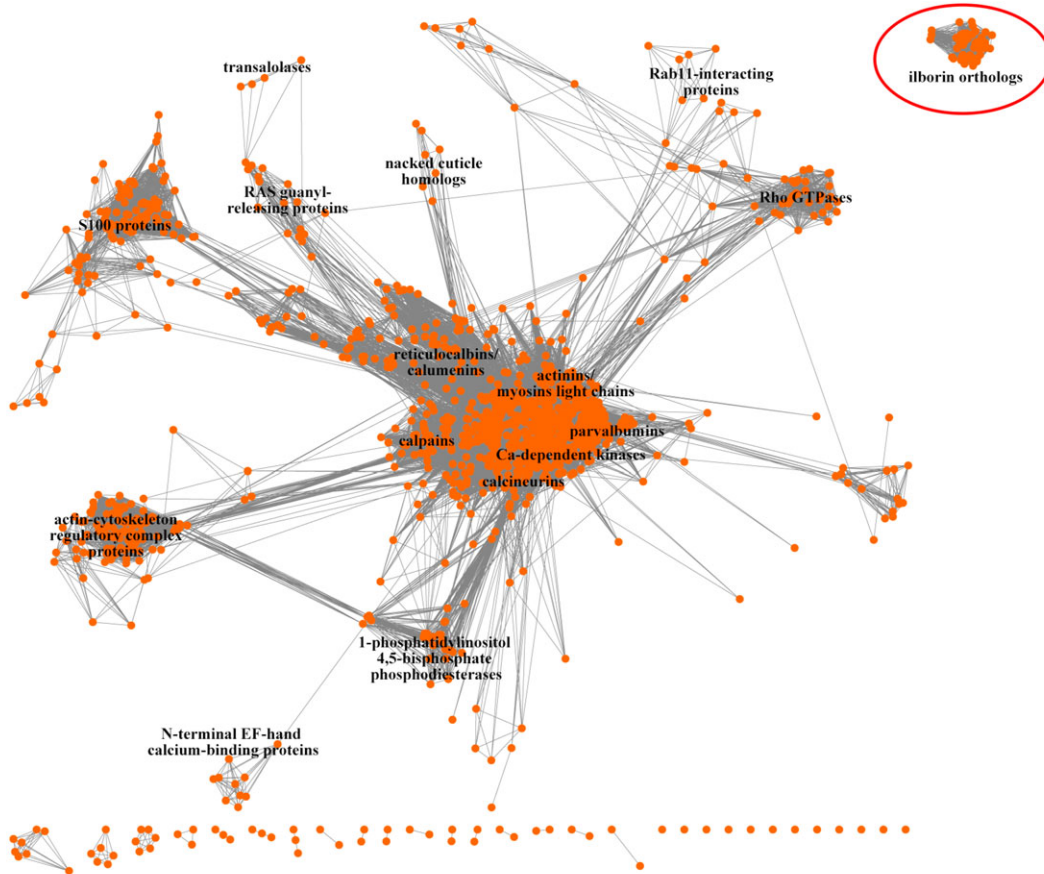 transalolases
Rab11-interacting
proteins
ilborin orthologs
nacked cuticle
homologs
RAS guanyl-
releasing proteins
S100 proteins
Rho GTPases
reticulocalbins/
calumenins
actinins/
myosins light chains
calpains
parvalbumins
Ca-dependent kinases
calcineurins
actin-cytoskeleton
regulatory complex
proteins
1-phosphatidylinositol
4,5-bisphosphate
phosphodiesterases
N-terminal EF-hand
calcium-binding proteins